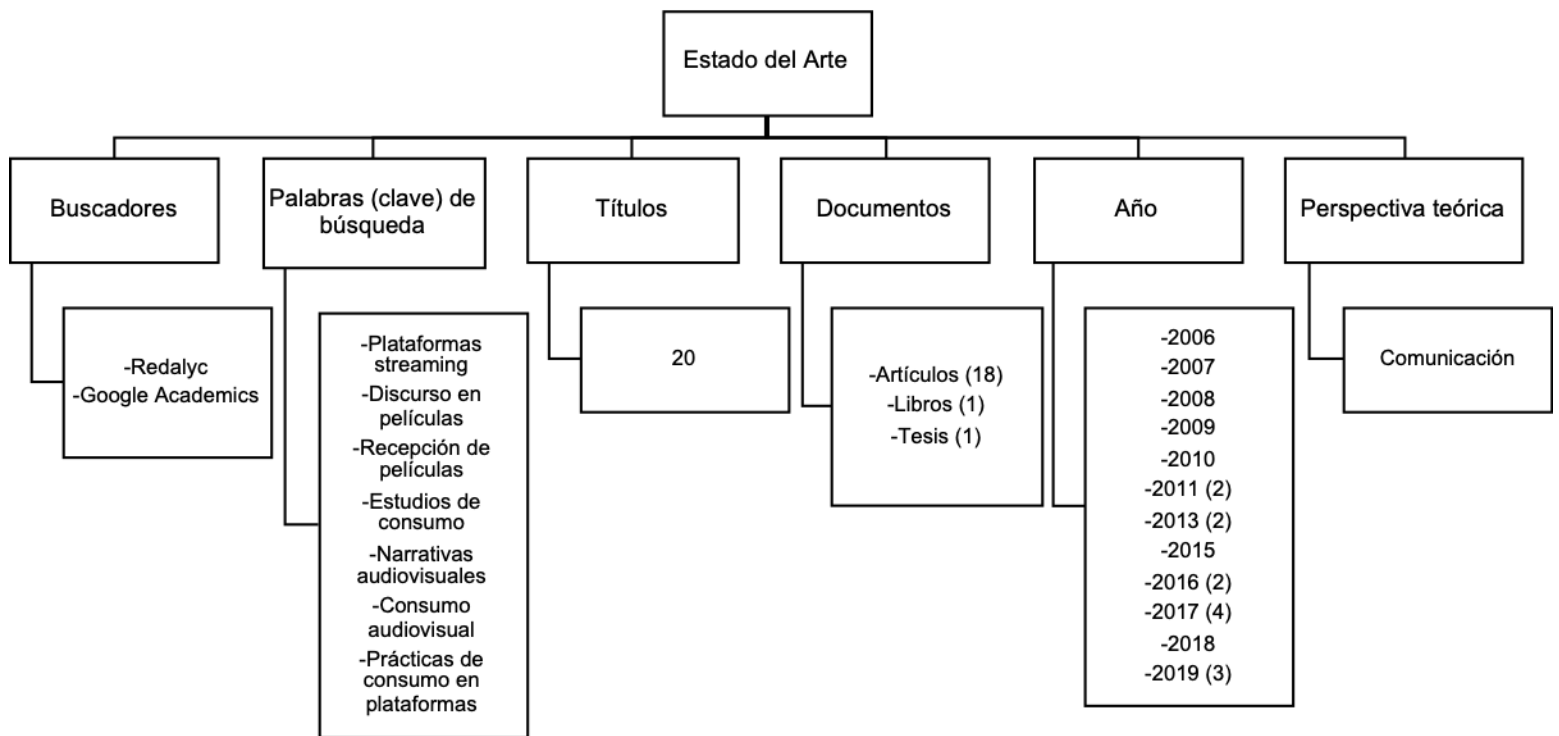 Estado del Arte
Buscadores
Palabras (clave) de
búsqueda
Títulos
Documentos
Año
Perspectiva teórica
-Redalyc
-Google Academics
-Plataformas
streaming
-Discurso en
películas
-Recepción de
películas
-Estudios de
consumo
-Narrativas
audiovisuales
-Consumo
audiovisual
-Prácticas de
consumo en
plataformas
20
-Artículos (18)
-Libros (1)
-Tesis (1)
-2006
-2007
-2008
-2009
-2010
-2011 (2)
-2013 (2)
-2015
-2016 (2)
-2017 (4)
-2018
-2019 (3)
Comunicación